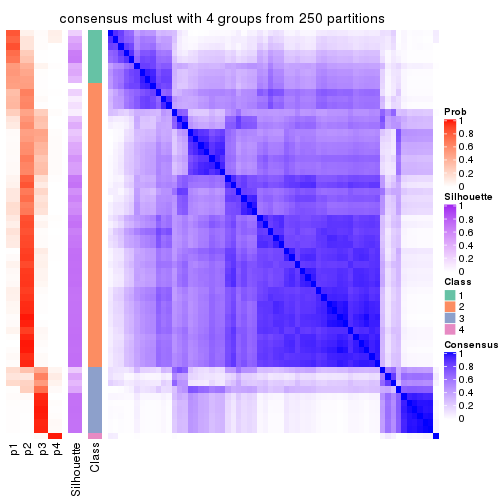 consensus mclust with 4 groups from 250 partitions
Prob
1
0.8
0.6
0.4
0.2
0
Silhouette
1
0.8
0.6
0.4
0.2
0
Class
1
2
3
4
Consensus
1
0.8
0.6
0.4
0.2
0
p1
p2
p3
p4
Silhouette
Class